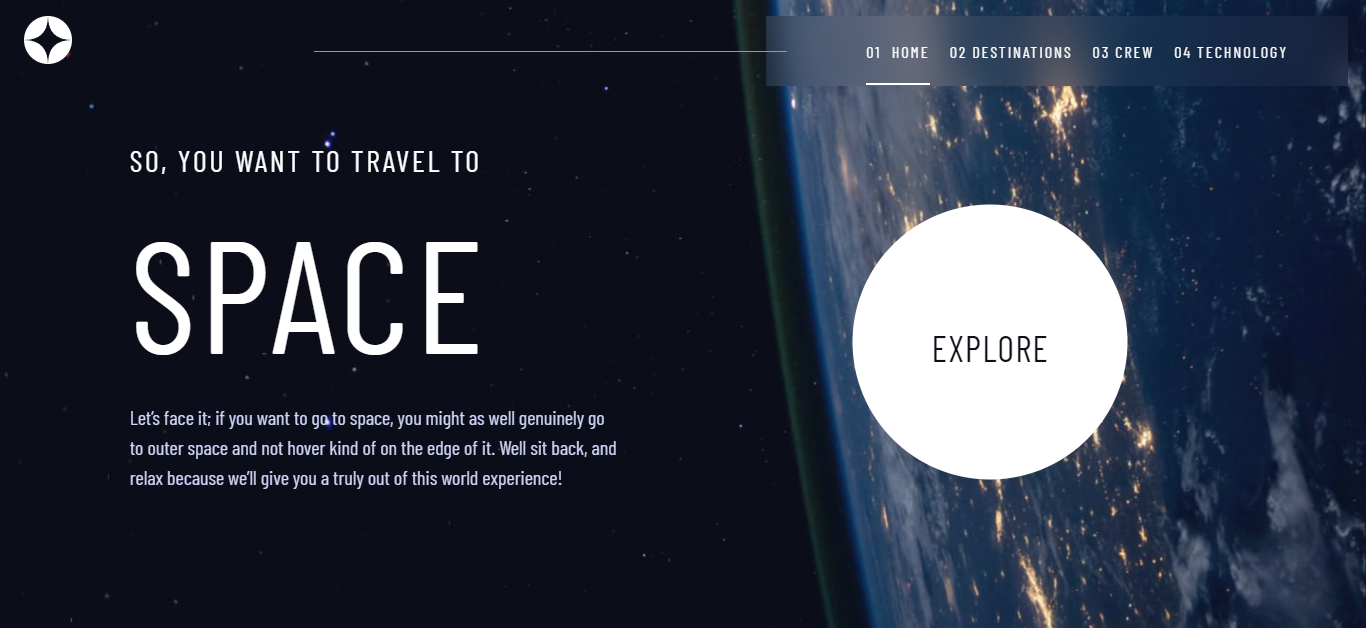 01 HOME 02 DESTINATIONS 03 CREW 04 TECHNOLOGY
SO, YOU WANT TO TRAVEL TO
SPACE
Let’s face it; if you want to go to space, you might as well genuinely go
to outer space and not hover kind of on the edge of it. Well sit back, and
relax because we’ll give you a truly out of this world experience!
EXPLORE